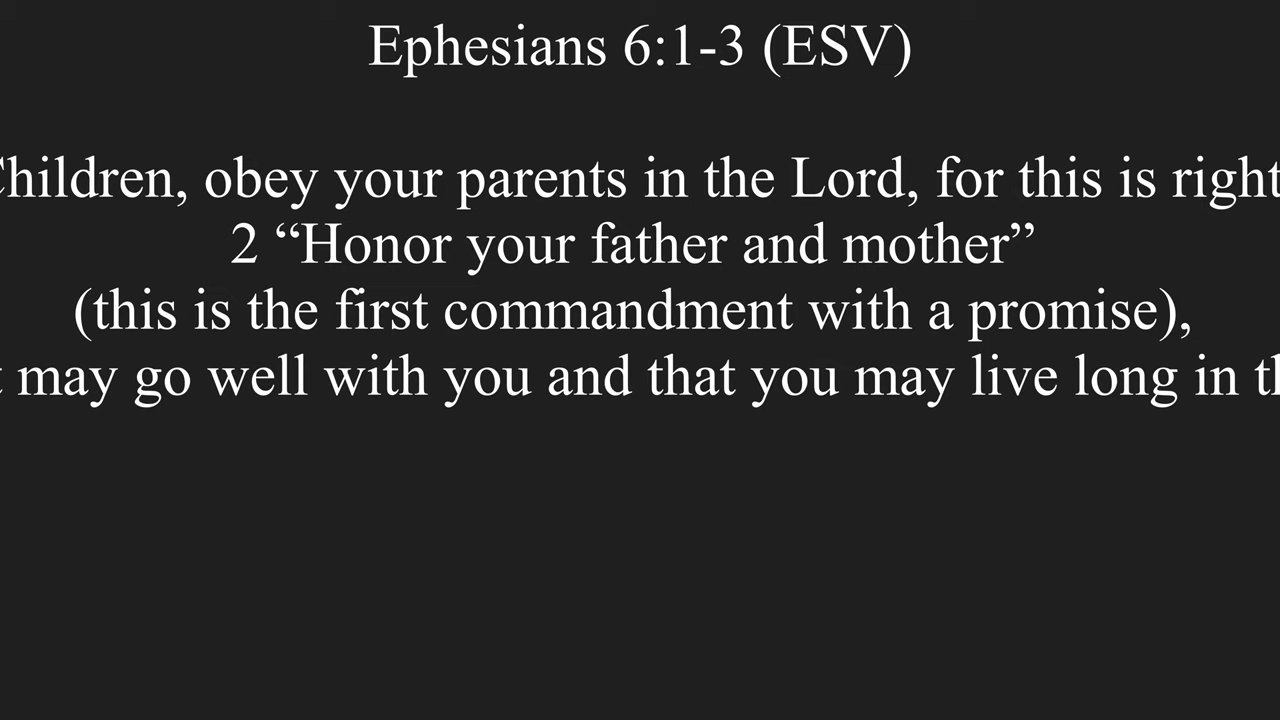 Ephesians 6:1-3 (ESV)
Children, obey your parents in the Lord, for this is right
2 “Honor your father and mother”
(this is the first commandment with a promise),
may go well with you and that you may live long in